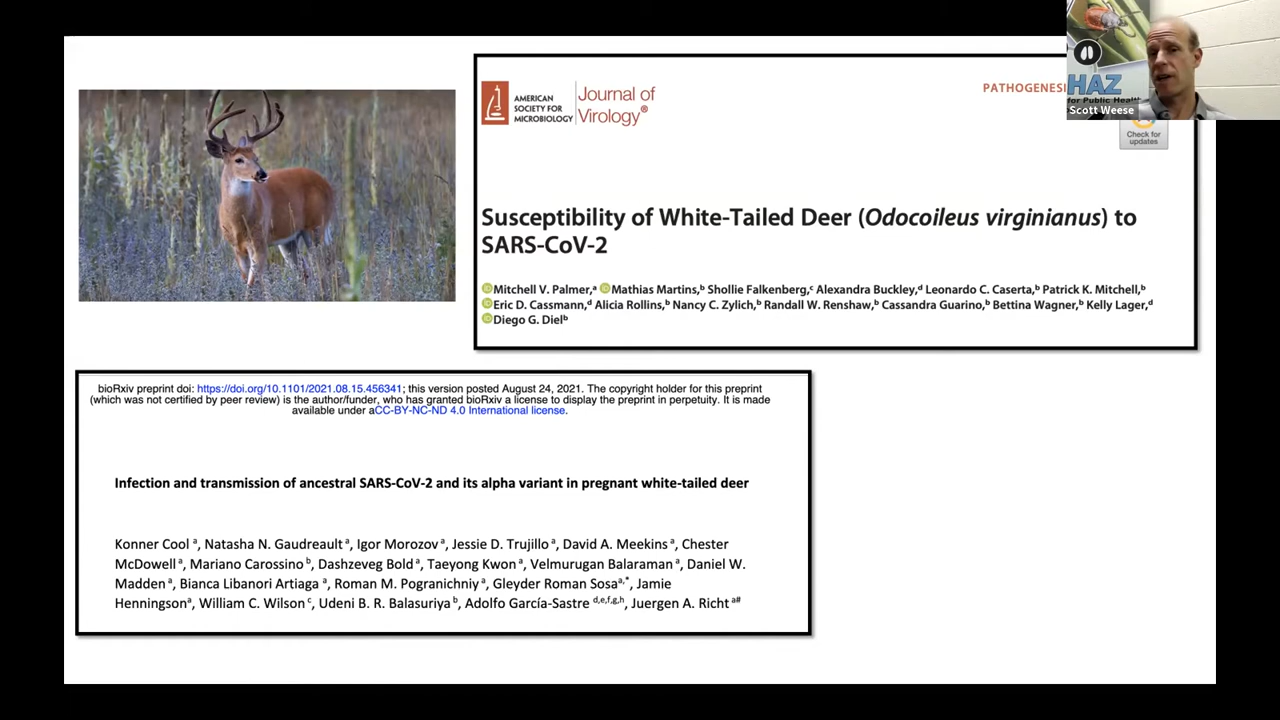 AMERICAN
SOCIETY FOR
MICROBIOLOGY
Journal of
Virology®
PATHOGENESI
HAZ
for Public Healt
Scott Weese
Check for
updates
Susceptibility of White-Tailed Deer (Odocoileus virginianus) to
SARS-CoV-2
Mitchell V. Palmer,ᵃ Mathias Martins,ᵇ Shollie Falkenberg,ᶜ Alexandra Buckley,ᵈ Leonardo C. Caserta,ᵇ Patrick K. Mitchell,ᵇ
Eric D. Cassmann,ᵈ Alicia Rollins,ᵇ Nancy C. Zylich,ᵇ Randall W. Renshaw,ᵇ Cassandra Guarino,ᵇ Bettina Wagner,ᵇ Kelly Lager,ᵈ
Diego G. Dielᵇ
bioRxiv preprint doi: https://doi.org/10.1101/2021.08.15.456341; this version posted August 24, 2021. The copyright holder for this preprint
(which was not certified by peer review) is the author/funder, who has granted bioRxiv a license to display the preprint in perpetuity. It is made
available under aCC-BY-NC-ND 4.0 International license.
Infection and transmission of ancestral SARS-CoV-2 and its alpha variant in pregnant white-tailed deer
Konner Cool ᵃ, Natasha N. Gaudreault ᵃ, Igor Morozov ᵃ, Jessie D. Trujillo ᵃ, David A. Meekins ᵃ, Chester
McDowell ᵃ, Mariano Carossino ᵇ, Dashzeveg Bold ᵃ, Taeyong Kwon ᵃ, Velmurugan Balaraman ᵃ, Daniel W.
Madden ᵃ, Bianca Libanori Artiaga ᵃ, Roman M. Pogranichniy ᵃ, Gleyder Roman Sosa ᵃ,*, Jamie
Henningsonᵃ, William C. Wilson ᶜ, Udeni B. R. Balasuriya ᵇ, Adolfo García-Sastre ᵈ,ᵉ,ᶠ,ᵍ,ʰ, Juergen A. Richt ᵃ#